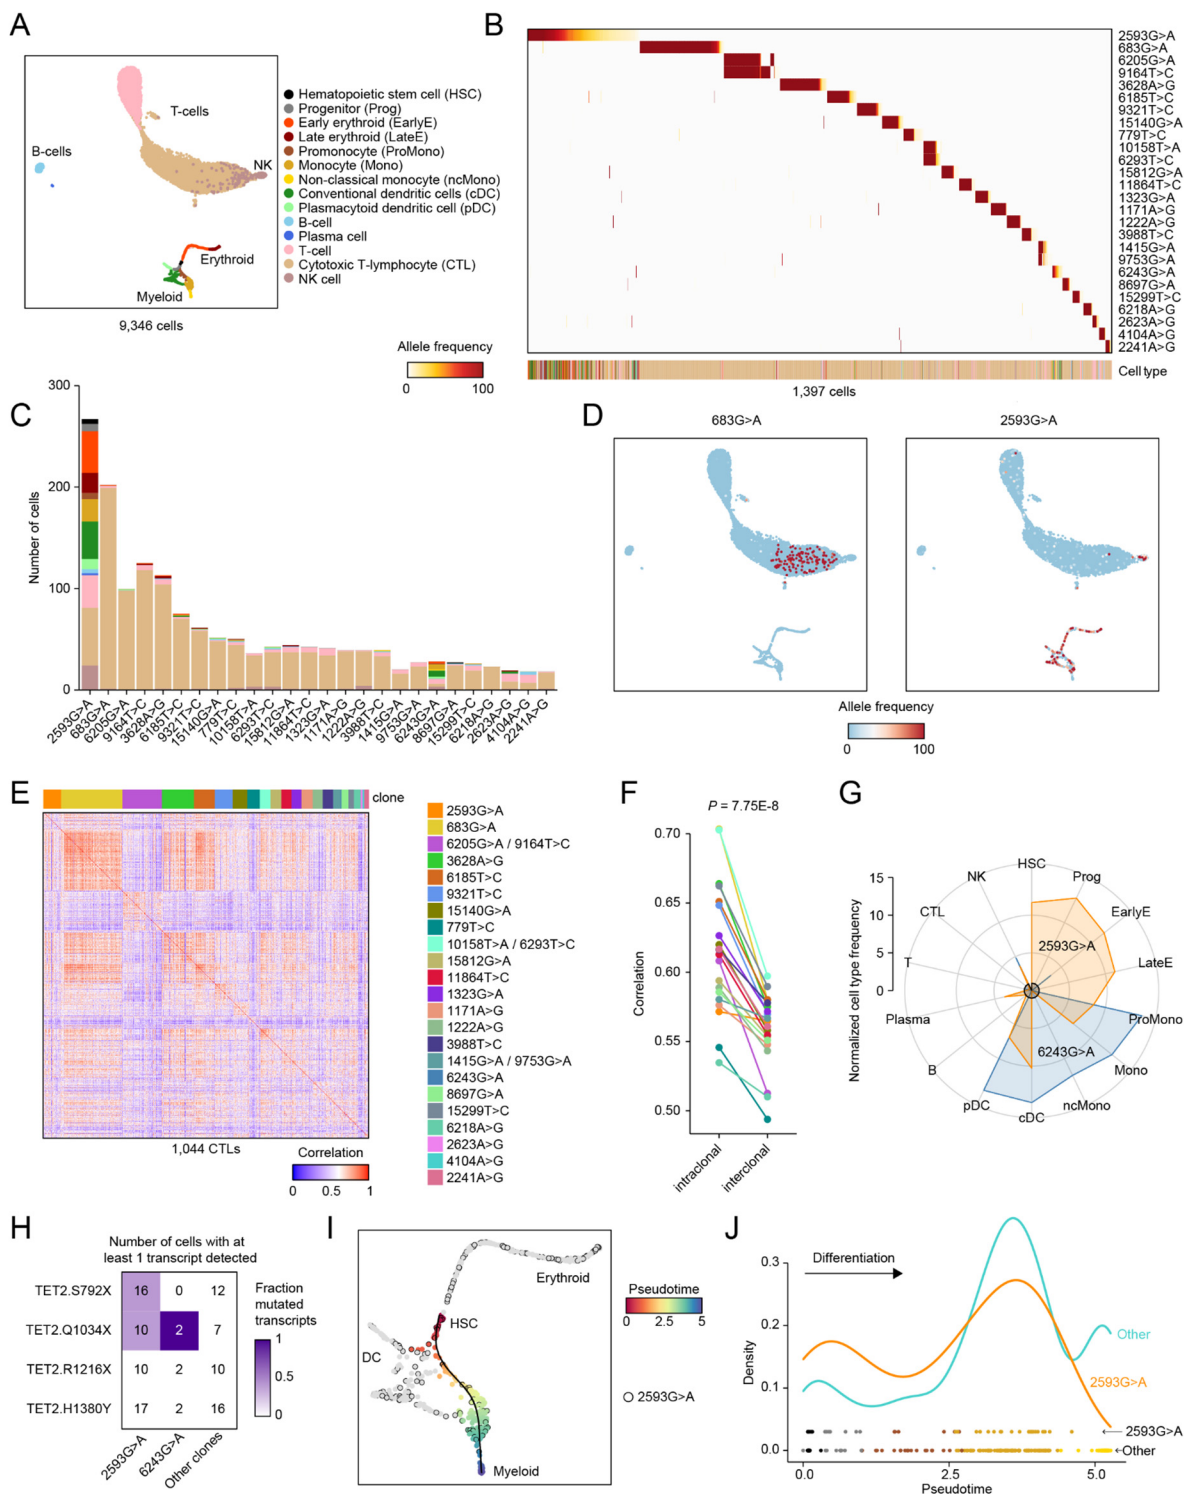 A
T-cells
B-cells
NK
Erythroid
Myeloid
9,346 cells
Hematopoietic stem cell (HSC)
Progenitor (Prog)
Early erythroid (EarlyE)
Late erythroid (LateE)
Promonocyte (ProMono)
Monocyte (Mono)
Non-classical monocyte (ncMono)
Conventional dendritic cells (cDC)
Plasmacytoid dendritic cell (pDC)
B-cell
Plasma cell
T-cell
Cytotoxic T-lymphocyte (CTL)
NK cell
Allele frequency
0
100
B
2593G>A
683G>A
6205G>A
9164T>C
3628A>G
6185T>C
9321T>C
15140G>A
779T>C
10158T>A
6293T>C
15812G>A
11864T>C
1323G>A
1171A>G
1222A>G
3988T>C
1415G>A
9753G>A
6243G>A
8697G>A
15299T>C
6218A>G
2623A>G
4104A>G
2241A>G
Cell type
1,397 cells
C
Number of cells
300
200
100
0
2593G>A
683G>A
6205G>A
9164T>C
3628A>G
6185T>C
9321T>C
15140G>A
779T>C
10158T>A
6293T>C
15812G>A
11864T>C
1323G>A
1171A>G
1222A>G
3988T>C
1415G>A
9753G>A
6243G>A
8697G>A
15299T>C
6218A>G
2623A>G
4104A>G
2241A>G
D
683G>A
2593G>A
Allele frequency
0
100
E
clone
1,044 CTLs
Correlation
0
0.5
1
2593G>A
683G>A
6205G>A / 9164T>C
3628A>G
6185T>C
9321T>C
15140G>A
779T>C
10158T>A / 6293T>C
15812G>A
11864T>C
1323G>A
1171A>G
1222A>G
3988T>C
1415G>A / 9753G>A
6243G>A
8697G>A
15299T>C
6218A>G
2623A>G
4104A>G
2241A>G
F
P = 7.75E-8
Correlation
0.70
0.65
0.60
0.55
0.50
intraclonal
interclonal
G
Normalized cell type frequency
15
10
5
0
HSC
Prog
EarlyE
LateE
ProMono
Mono
ncMono
cDC
pDC
B
Plasma
T
CTL
NK
2593G>A
6243G>A
H
Number of cells with at
least 1 transcript detected
TET2.S792X 16 0 12
TET2.Q1034X 10 2 7
TET2.R1216X 10 2 10
TET2.H1380Y 17 2 16
2593G>A
6243G>A
Other clones
Fraction
mutated
transcripts
1
0
I
Erythroid
HSC
DC
Myeloid
Pseudotime
0
5
2593G>A
J
Differentiation
Density
0.3
0.2
0.1
0.0
Other
2593G>A
2593G>A
Other
0.0
2.5
5.0
Pseudotime